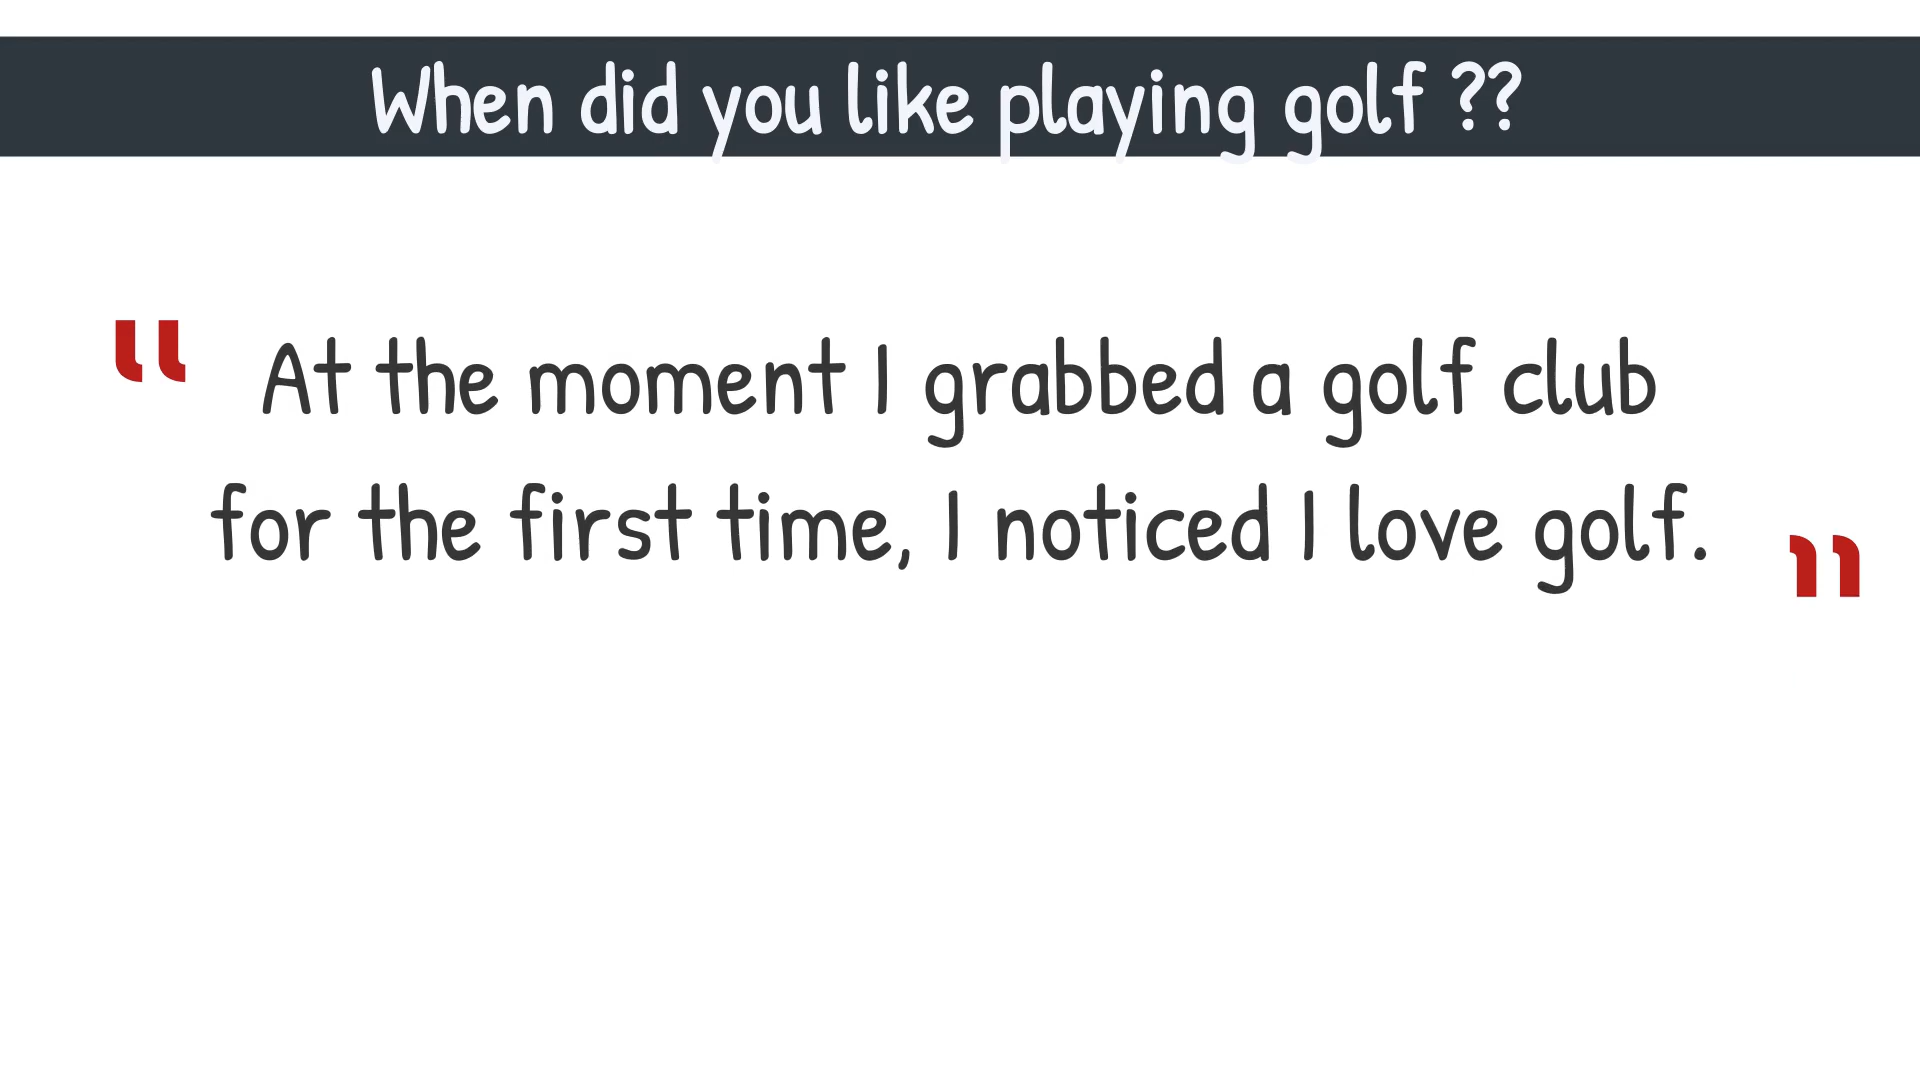 When did you like playing golf ??
“ At the moment I grabbed a golf club
for the first time, I noticed I love golf. ”